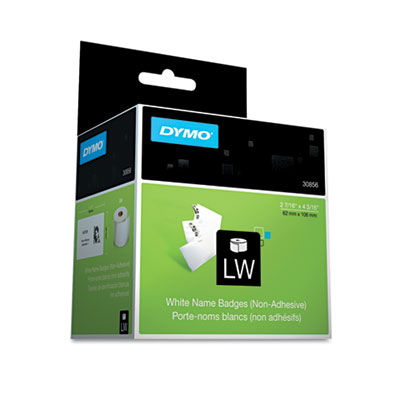 DYMO
30856
2 7/16" x 4 3/16"
62 mm x 106 mm
LW
White Name Badges (Non-Adhesive)
Porte-noms blancs (non adhésifs)
DYMO
LW